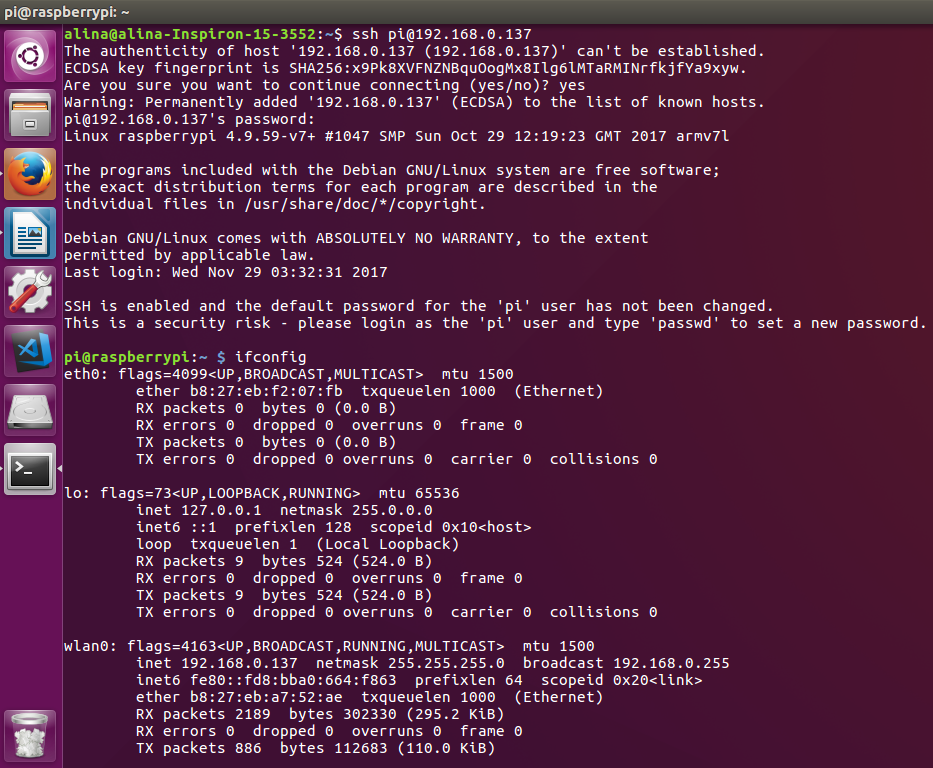 pi@raspberrypi: ~
alina@alina-Inspiron-15-3552:~$ ssh pi@192.168.0.137
The authenticity of host '192.168.0.137 (192.168.0.137)' can't be established.
ECDSA key fingerprint is SHA256:x9Pk8XVFNZNBquOogMx8Ilg6lMTaRMINrfkjfYa9xyw.
Are you sure you want to continue connecting (yes/no)? yes
Warning: Permanently added '192.168.0.137' (ECDSA) to the list of known hosts.
pi@192.168.0.137's password:
Linux raspberrypi 4.9.59-v7+ #1047 SMP Sun Oct 29 12:19:23 GMT 2017 armv7l

The programs included with the Debian GNU/Linux system are free software;
the exact distribution terms for each program are described in the
individual files in /usr/share/doc/*/copyright.

Debian GNU/Linux comes with ABSOLUTELY NO WARRANTY, to the extent
permitted by applicable law.
Last login: Wed Nov 29 03:32:31 2017

SSH is enabled and the default password for the 'pi' user has not been changed.
This is a security risk - please login as the 'pi' user and type 'passwd' to set a new password.

pi@raspberrypi:~ $ ifconfig
eth0: flags=4099<UP,BROADCAST,MULTICAST>  mtu 1500
        ether b8:27:eb:f2:07:fb  txqueuelen 1000  (Ethernet)
        RX packets 0  bytes 0 (0.0 B)
        RX errors 0  dropped 0  overruns 0  frame 0
        TX packets 0  bytes 0 (0.0 B)
        TX errors 0  dropped 0 overruns 0  carrier 0  collisions 0

lo: flags=73<UP,LOOPBACK,RUNNING>  mtu 65536
        inet 127.0.0.1  netmask 255.0.0.0
        inet6 ::1  prefixlen 128  scopeid 0x10<host>
        loop  txqueuelen 1  (Local Loopback)
        RX packets 9  bytes 524 (524.0 B)
        RX errors 0  dropped 0  overruns 0  frame 0
        TX packets 9  bytes 524 (524.0 B)
        TX errors 0  dropped 0 overruns 0  carrier 0  collisions 0

wlan0: flags=4163<UP,BROADCAST,RUNNING,MULTICAST>  mtu 1500
        inet 192.168.0.137  netmask 255.255.255.0  broadcast 192.168.0.255
        inet6 fe80::fd8:bba0:664:f863  prefixlen 64  scopeid 0x20<link>
        ether b8:27:eb:a7:52:ae  txqueuelen 1000  (Ethernet)
        RX packets 2189  bytes 302330 (295.2 KiB)
        RX errors 0  dropped 0  overruns 0  frame 0
        TX packets 886  bytes 112683 (110.0 KiB)